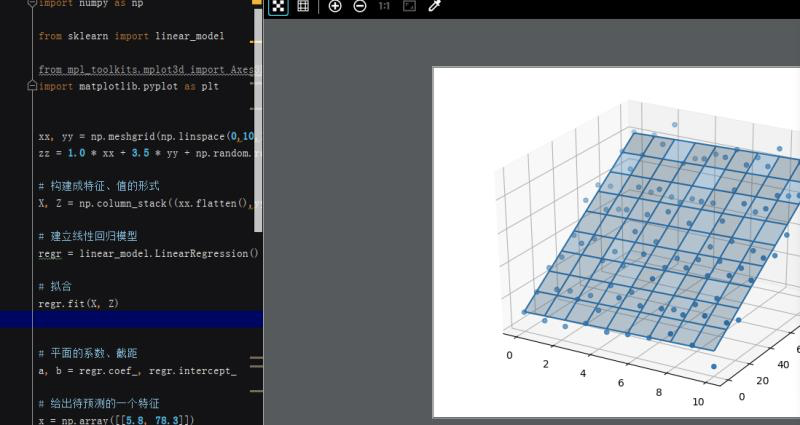 import numpy as np
from sklearn import linear_model
from mpl_toolkits.mplot3d import
import matplotlib.pyplot as plt
xx, yy = np.meshgrid(np.linspace(0,10,
zz = 1.0 * xx + 3.5 * yy + np.random.
# 构建成特征、值的形式
X, Z = np.column_stack((xx.flatten(),
# 建立线性回归模型
regr = linear_model.LinearRegression()
# 拟合
regr.fit(X, Z)
# 平面的系数、截距
a, b = regr.coef_, regr.intercept_
# 给出待预测的一个特征
x = np.array([[5.8, 78.3]])
1:1
0
2
4
6
8
10
0
20
40